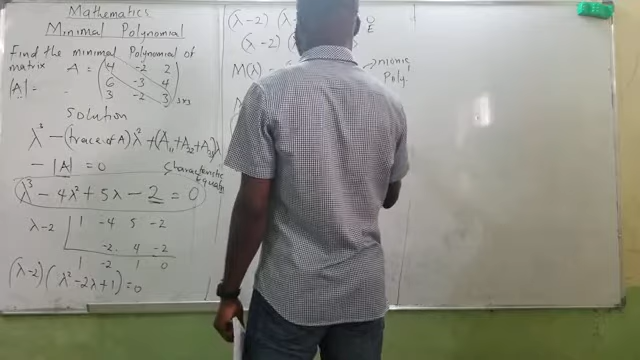 Mathematics
Minimal Polynomial
Find the minimal Polynomial of
matrix A = (4 -2 2
6 -3 4
3 -2 3) 3x3
|A| =
Solution
λ³ - (trace of A)λ² + (A₁₁ + A₂₂ + A₃₃)λ
- |A| = 0
Characteristic
Equation
λ³ - 4λ² + 5λ - 2 = 0
λ-2 | 1 -4 5 -2
-2 4 -2
1 -2 1 0
(λ-2)(λ² - 2λ + 1) = 0
(λ-2)
(λ-2)
M(λ)
monic
Poly.